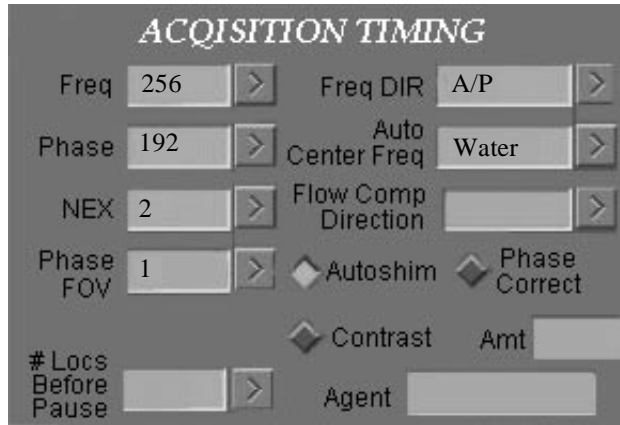 ACQISITION TIMING
Freq 256 > Freq DIR A/P >
Phase 192 > Auto Center Freq Water >
NEX 2 > Flow Comp Direction >
Phase FOV 1 > Autoshim Phase Correct
Contrast Amt
# Locs Before Pause > Agent